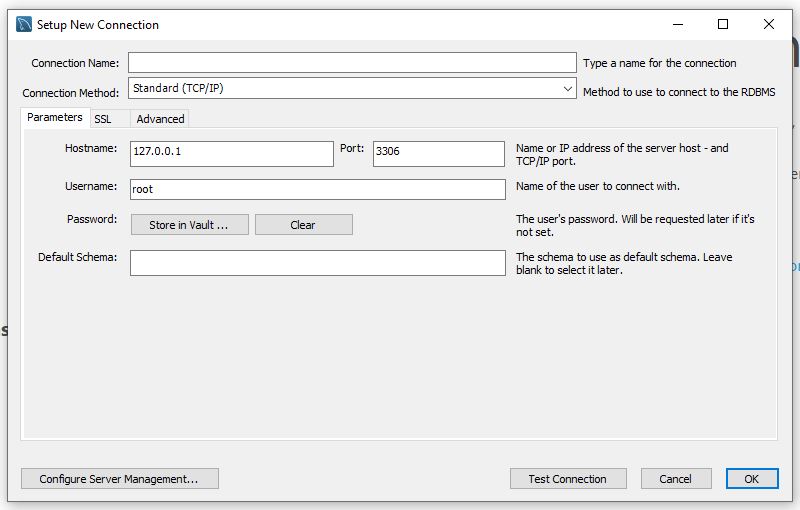 Setup New Connection
Connection Name: Type a name for the connection
Connection Method: Standard (TCP/IP) Method to use to connect to the RDBMS
Parameters SSL Advanced
Hostname: 127.0.0.1 Port: 3306 Name or IP address of the server host - and
TCP/IP port.
Username: root Name of the user to connect with.
Password: Store in Vault ... Clear The user's password. Will be requested later if it's
not set.
Default Schema: The schema to use as default schema. Leave
blank to select it later.
Configure Server Management... Test Connection Cancel OK